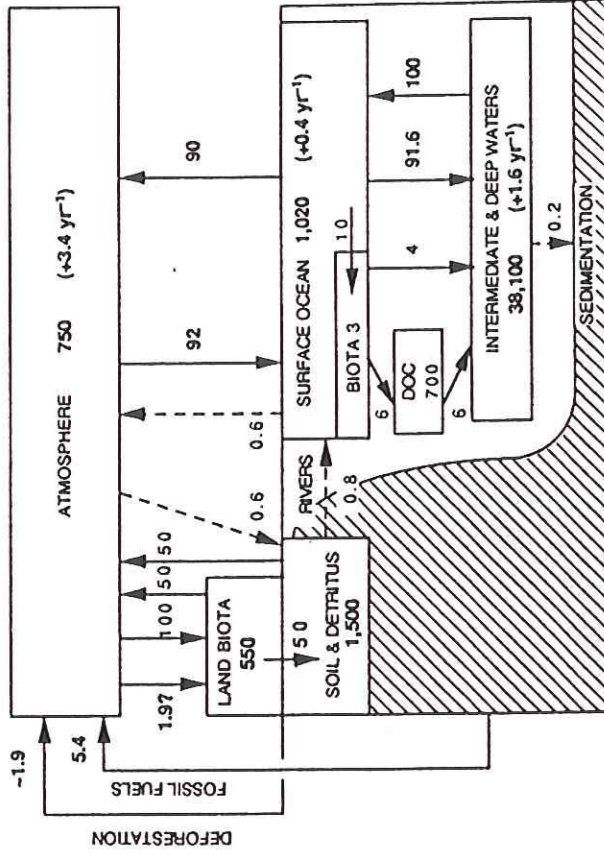 DEFORESTATION
FOSSIL FUELS
~1.9
5.4
ATMOSPHERE 750 (+3.4 yr⁻¹)
1.97
100
50
50
0.6
0.6
92
90
LAND BIOTA
550
50
SOIL & DETRITUS
1,500
RIVERS
0.8
SURFACE OCEAN 1,020 (+0.4 yr⁻¹)
BIOTA 3
10
6
DOC
700
6
4
91.6
100
INTERMEDIATE & DEEP WATERS
38,100 (+1.6 yr⁻¹)
0.2
SEDIMENTATION